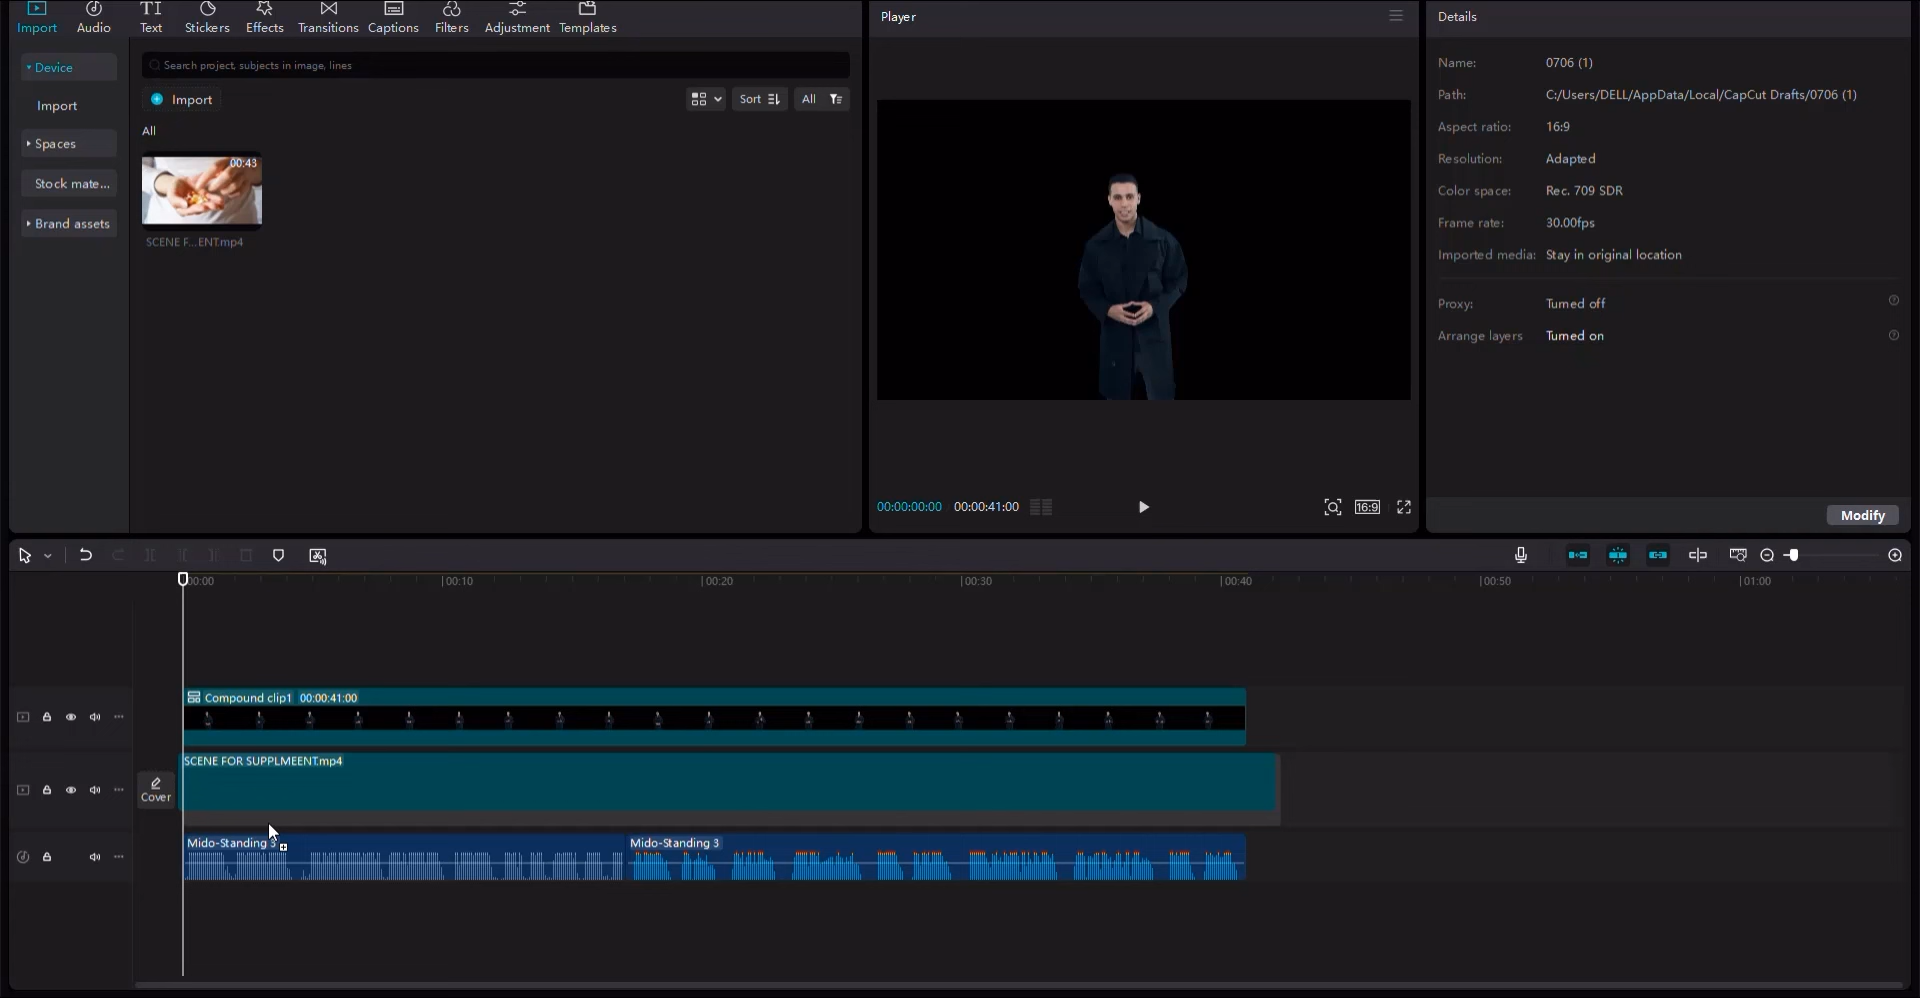 Import Audio Text Stickers Effects Transitions Captions Filters Adjustment Templates
Device
Import
Spaces
Stock mate...
Brand assets
Search project, subjects in image, lines
Import
Sort
All
All
00:43
SCENE F...ENT.mp4
Player
00:00:00:00 00:00:41:00
16:9
Details
Name: 0706 (1)
Path: C:/Users/DELL/AppData/Local/CapCut Drafts/0706 (1)
Aspect ratio: 16:9
Resolution: Adapted
Color space: Rec. 709 SDR
Frame rate: 30.00fps
Imported media: Stay in original location
Proxy: Turned off
Arrange layers Turned on
Modify
00:00 00:10 00:20 00:30 00:40 00:50 01:00
Compound clip1 00:00:41:00
Cover
SCENE FOR SUPPLMEENT.mp4
Mido-Standing 3 Mido-Standing 3